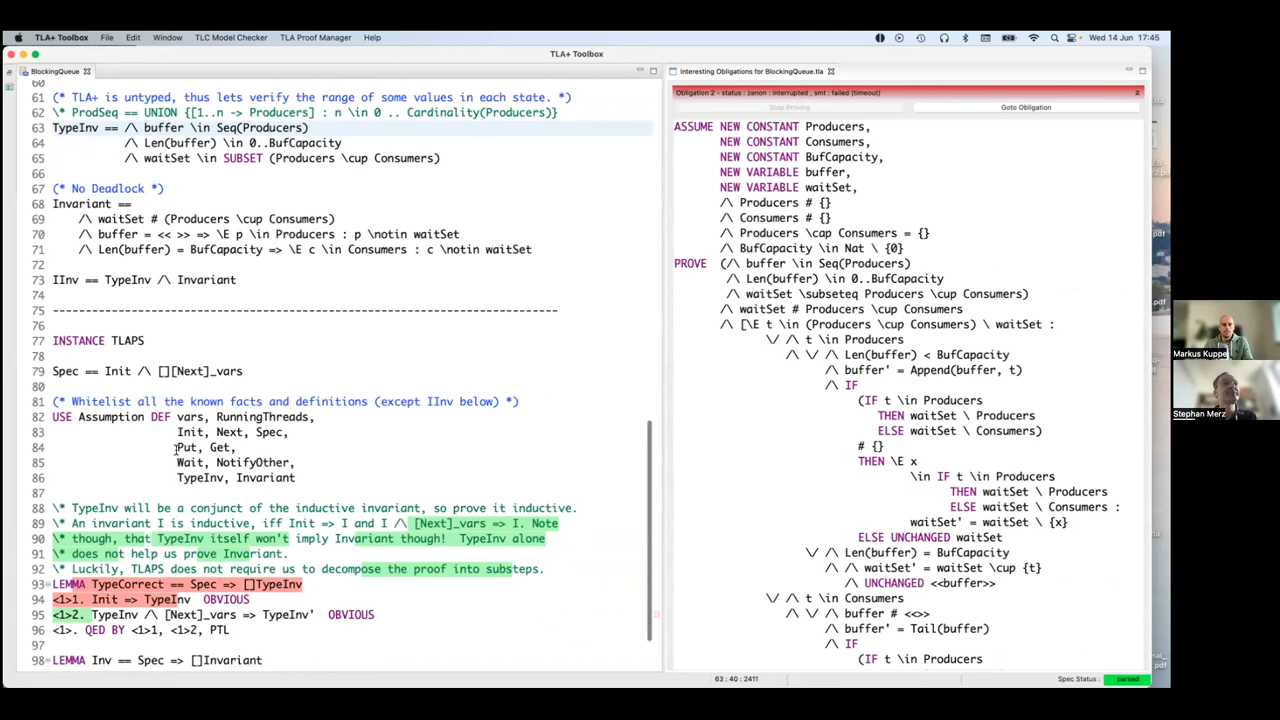 TLA+ Toolbox File Edit Window TLC Model Checker TLA Proof Manager Help Wed 14 Jun 17:45
TLA+ Toolbox
BlockingQueue
60
61 (* TLA+ is untyped, thus lets verify the range of some values in each state. *)
62 \* ProdSeq == UNION {[1..n -> Producers] : n \in 0 .. Cardinality(Producers)}
63 TypeInv == /\ buffer \in Seq(Producers)
64 /\ Len(buffer) \in 0..BufCapacity
65 /\ waitSet \in SUBSET (Producers \cup Consumers)
66
67 (* No Deadlock *)
68 Invariant ==
69 /\ waitSet # (Producers \cup Consumers)
70 /\ buffer = << >> => \E p \in Producers : p \notin waitSet
71 /\ Len(buffer) = BufCapacity => \E c \in Consumers : c \notin waitSet
72
73 IInv == TypeInv /\ Invariant
74
75 -----------------------------------------------------------------------------
76
77 INSTANCE TLAPS
78
79 Spec == Init /\ [][Next]_vars
80
81 (* Whitelist all the known facts and definitions (except IInv below) *)
82 USE Assumption DEF vars, RunningThreads,
83 Init, Next, Spec,
84 Put, Get,
85 Wait, NotifyOther,
86 TypeInv, Invariant
87
88 \* TypeInv will be a conjunct of the inductive invariant, so prove it inductive.
89 \* An invariant I is inductive, iff Init => I and I /\ [Next]_vars => I. Note
90 \* though, that TypeInv itself won't imply Invariant though! TypeInv alone
91 \* does not help us prove Invariant.
92 \* Luckily, TLAPS does not require us to decompose the proof into substeps.
93 LEMMA TypeCorrect == Spec => []TypeInv
94 <1>1. Init => TypeInv OBVIOUS
95 <1>2. TypeInv /\ [Next]_vars => TypeInv' OBVIOUS
96 <1>. QED BY <1>1, <1>2, PTL
97
98 LEMMA Inv == Spec => []Invariant
Interesting Obligations for BlockingQueue.tla
Obligation 2 - status : zenon : interrupted , smt : failed (timeout)
Stop Proving Goto Obligation
ASSUME NEW CONSTANT Producers,
NEW CONSTANT Consumers,
NEW CONSTANT BufCapacity,
NEW VARIABLE buffer,
NEW VARIABLE waitSet,
/\ Producers # {}
/\ Consumers # {}
/\ Producers \cap Consumers = {}
/\ BufCapacity \in Nat \ {0}
PROVE (/\ buffer \in Seq(Producers)
/\ Len(buffer) \in 0..BufCapacity
/\ waitSet \subseteq Producers \cup Consumers)
/\ waitSet # Producers \cup Consumers
/\ [\E t \in (Producers \cup Consumers) \ waitSet :
\/ /\ t \in Producers
/\ \/ /\ Len(buffer) < BufCapacity
/\ buffer' = Append(buffer, t)
/\ IF
(IF t \in Producers
THEN waitSet \ Producers
ELSE waitSet \ Consumers)
# {}
THEN \E x
\in IF t \in Producers
THEN waitSet \ Producers
ELSE waitSet \ Consumers :
waitSet' = waitSet \ {x}
ELSE UNCHANGED waitSet
\/ /\ Len(buffer) = BufCapacity
/\ waitSet' = waitSet \cup {t}
/\ UNCHANGED <<buffer>>
\/ /\ t \in Consumers
/\ \/ /\ buffer # <<>>
/\ buffer' = Tail(buffer)
/\ IF
(IF t \in Producers
63 : 40 : 2411 Spec Status : parsed
Markus Kuppe
Stephan Merz
.pdf
.pdf
.pdf
.pdf